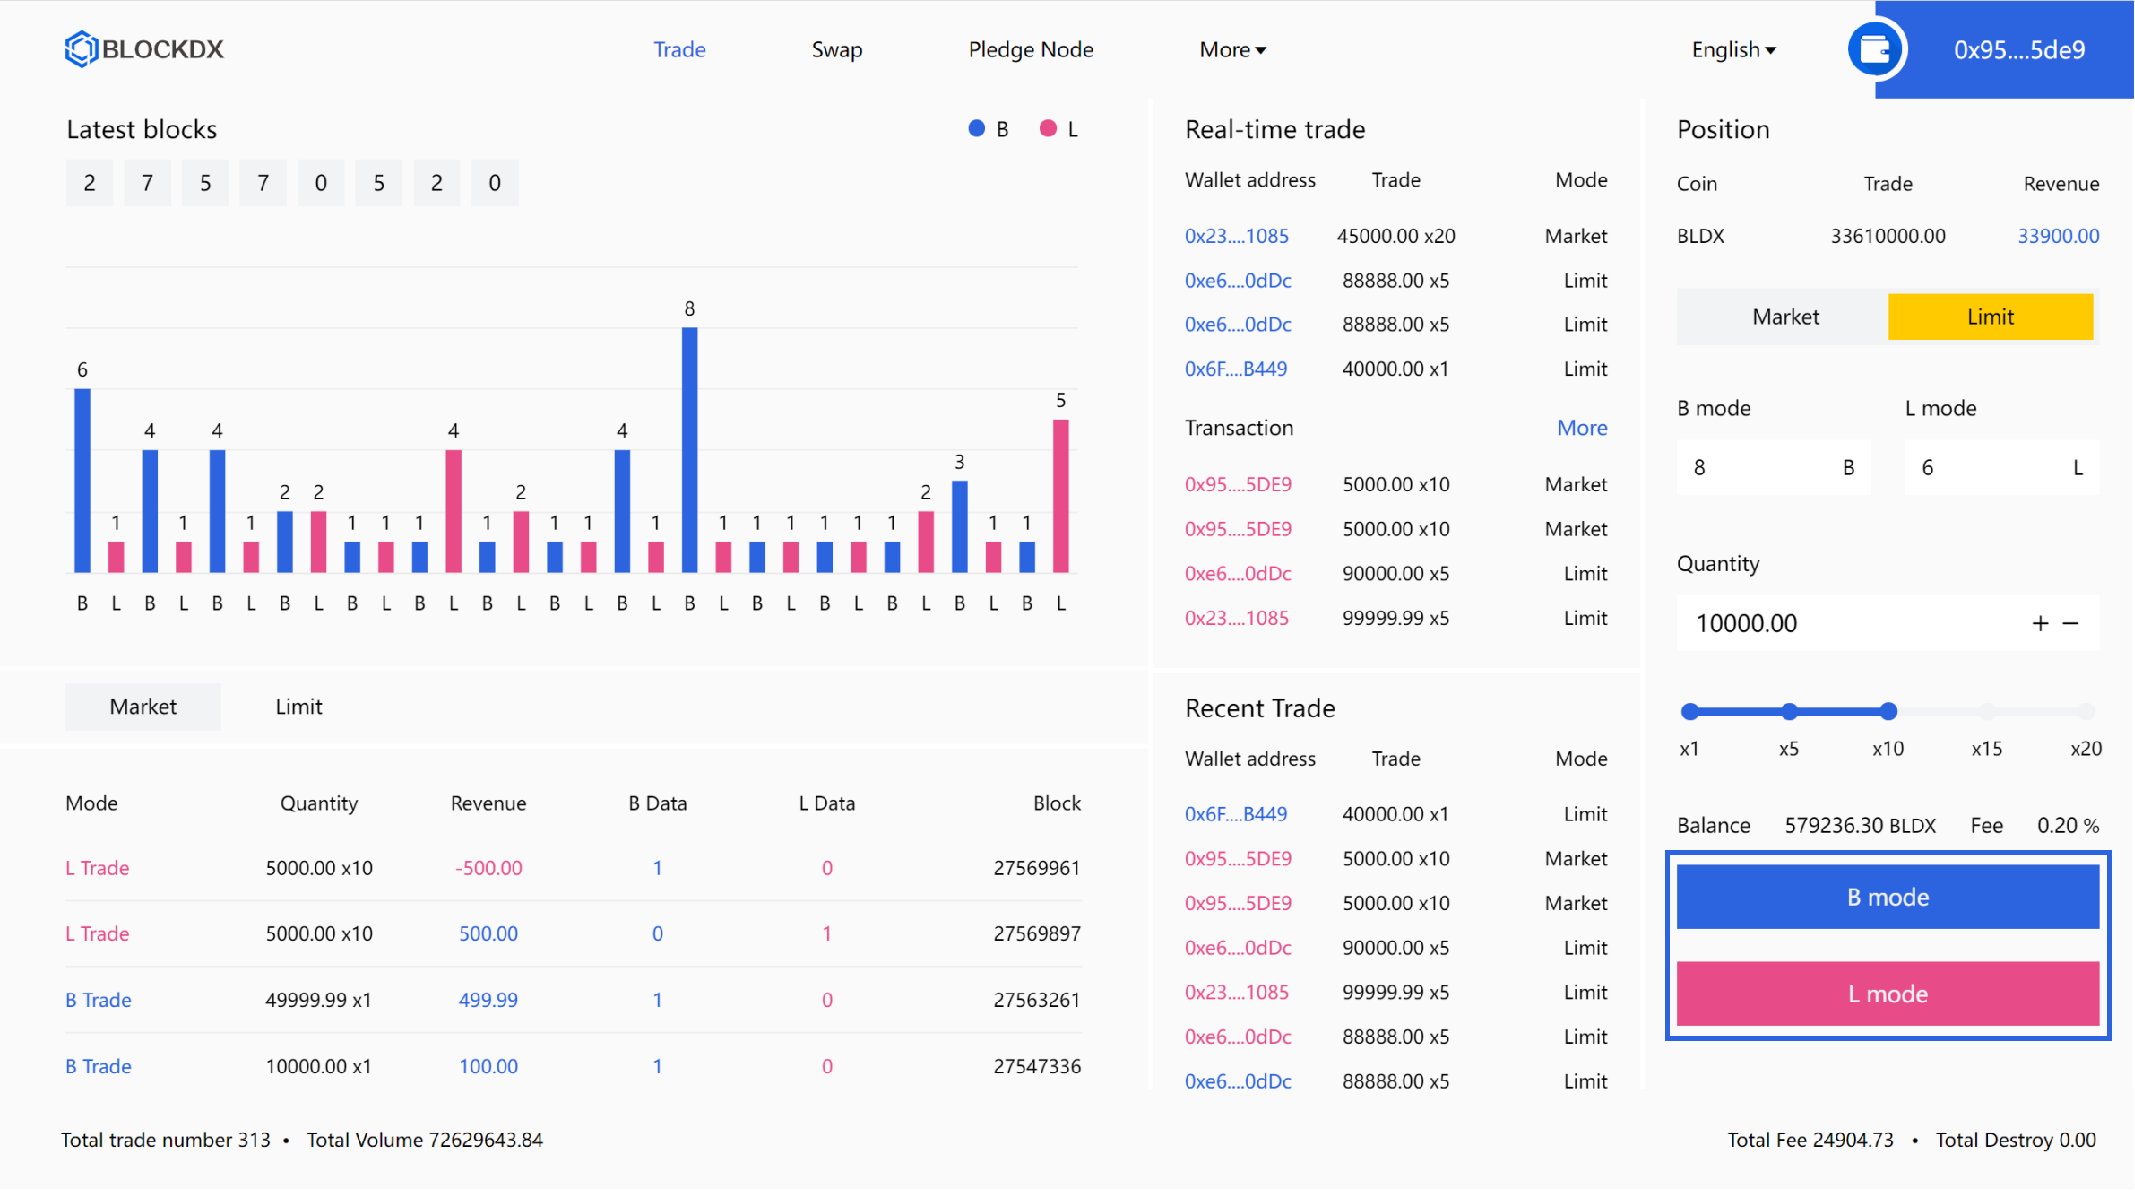 BLOCKDX
Trade Swap Pledge Node More
English 0x95....5de9
Latest blocks
B L
2 7 5 7 0 5 2 0
6 1 4 1 4 1 2 2 1 1 1 4 1 2 1 1 4 1 8 1 1 1 1 1 1 2 3 1 1 5
B L B L B L B L B L B L B L B L B L B L B L B L B L B L B L
Market Limit
Mode Quantity Revenue B Data L Data Block
L Trade 5000.00 x10 -500.00 1 0 27569961
L Trade 5000.00 x10 500.00 0 1 27569897
B Trade 49999.99 x1 499.99 1 0 27563261
B Trade 10000.00 x1 100.00 1 0 27547336
Real-time trade
Wallet address Trade Mode
0x23....1085 45000.00 x20 Market
0xe6....0dDc 88888.00 x5 Limit
0xe6....0dDc 88888.00 x5 Limit
0x6F....B449 40000.00 x1 Limit
Transaction More
0x95....5DE9 5000.00 x10 Market
0x95....5DE9 5000.00 x10 Market
0xe6....0dDc 90000.00 x5 Limit
0x23....1085 99999.99 x5 Limit
Recent Trade
Wallet address Trade Mode
0x6F....B449 40000.00 x1 Limit
0x95....5DE9 5000.00 x10 Market
0x95....5DE9 5000.00 x10 Market
0xe6....0dDc 90000.00 x5 Limit
0x23....1085 99999.99 x5 Limit
0xe6....0dDc 88888.00 x5 Limit
0xe6....0dDc 88888.00 x5 Limit
Position
Coin Trade Revenue
BLDX 33610000.00 33900.00
Market Limit
B mode L mode
8 B 6 L
Quantity
10000.00 + −
x1 x5 x10 x15 x20
Balance 579236.30 BLDX Fee 0.20 %
B mode
L mode
Total trade number 313 • Total Volume 72629643.84
Total Fee 24904.73 • Total Destroy 0.00